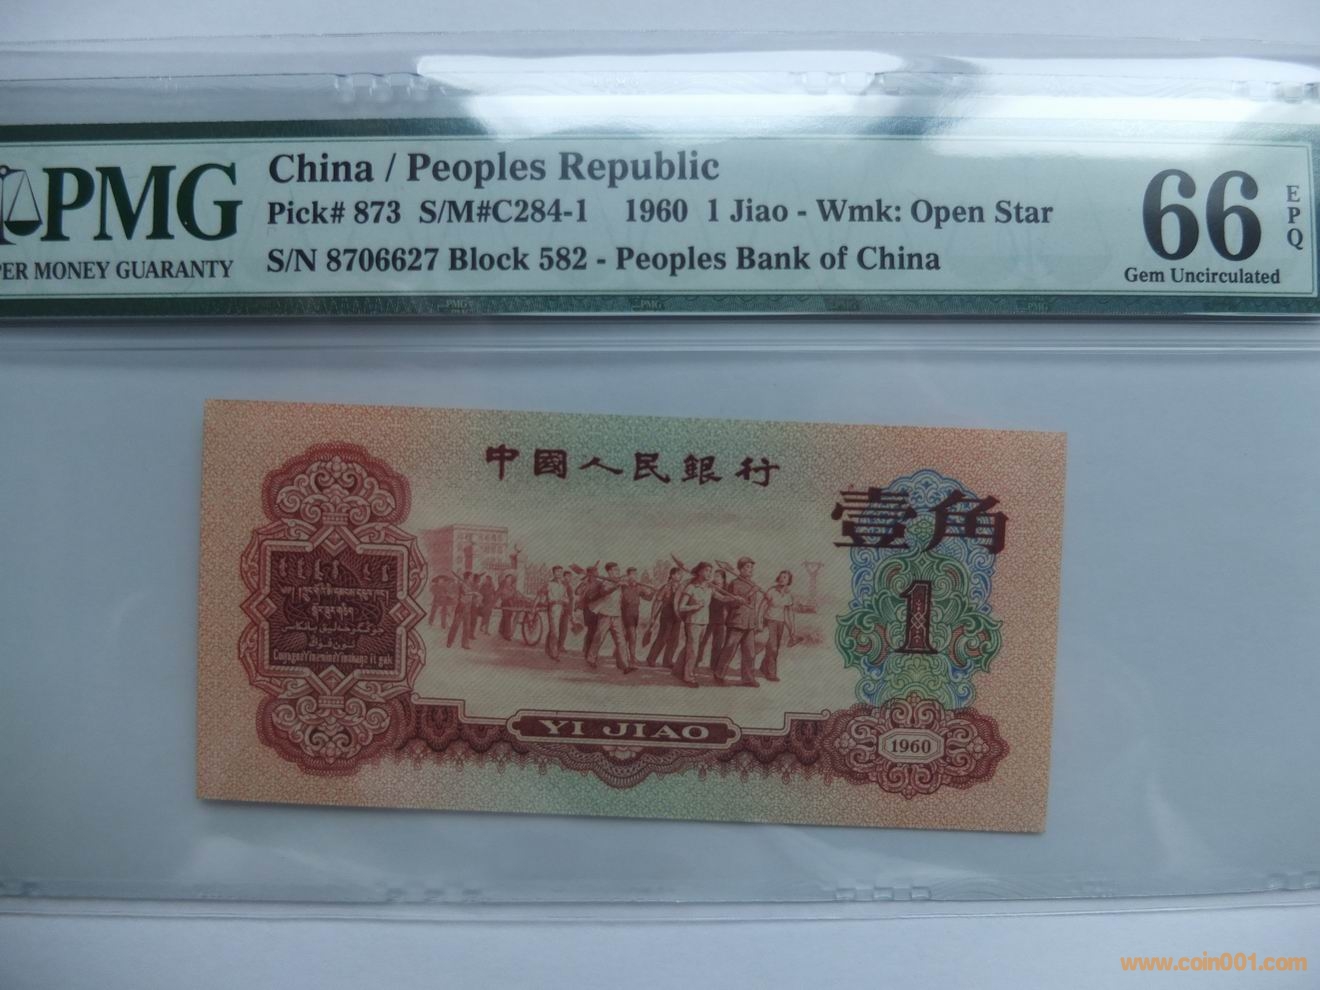 China / Peoples Republic
PMG
Pick# 873 S/M#C284-1 1960 1 Jiao - Wmk: Open Star
66
EPQ
PER MONEY GUARANTY
S/N 8706627 Block 582 - Peoples Bank of China
Gem Uncirculated
中國人民銀行
壹角
1
YI JIAO
1960
www.coin001.com